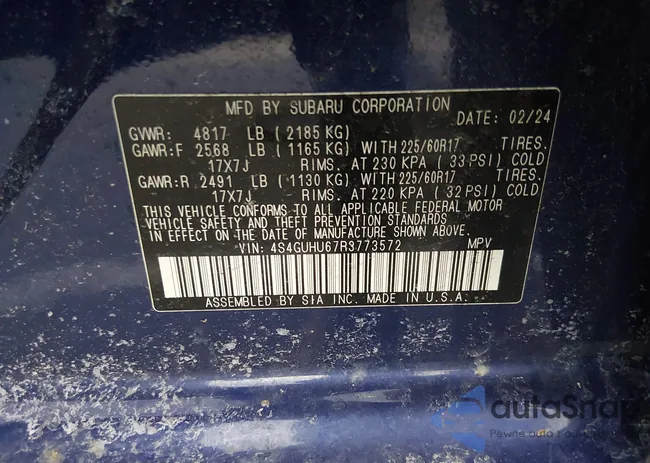 MFD BY SUBARU CORPORATION
DATE: 02/24
GVWR: 4817 LB (2185 KG)
GAWR:F 2568 LB (1165 KG) WITH 225/60R17 TIRES.
17X7J RIMS. AT 230 KPA (33 PSI) COLD
GAWR:R 2491 LB (1130 KG) WITH 225/60R17 TIRES.
17X7J RIMS. AT 220 KPA (32 PSI) COLD
THIS VEHICLE CONFORMS TO ALL APPLICABLE FEDERAL MOTOR
VEHICLE SAFETY AND THEFT PREVENTION STANDARDS
IN EFFECT ON THE DATE OF MANUFACTURE SHOWN ABOVE.
VIN: 4S4GUHU67R3773572 MPV
ASSEMBLED BY SIA INC. MADE IN U.S.A.
autaSnap
Pewne auto